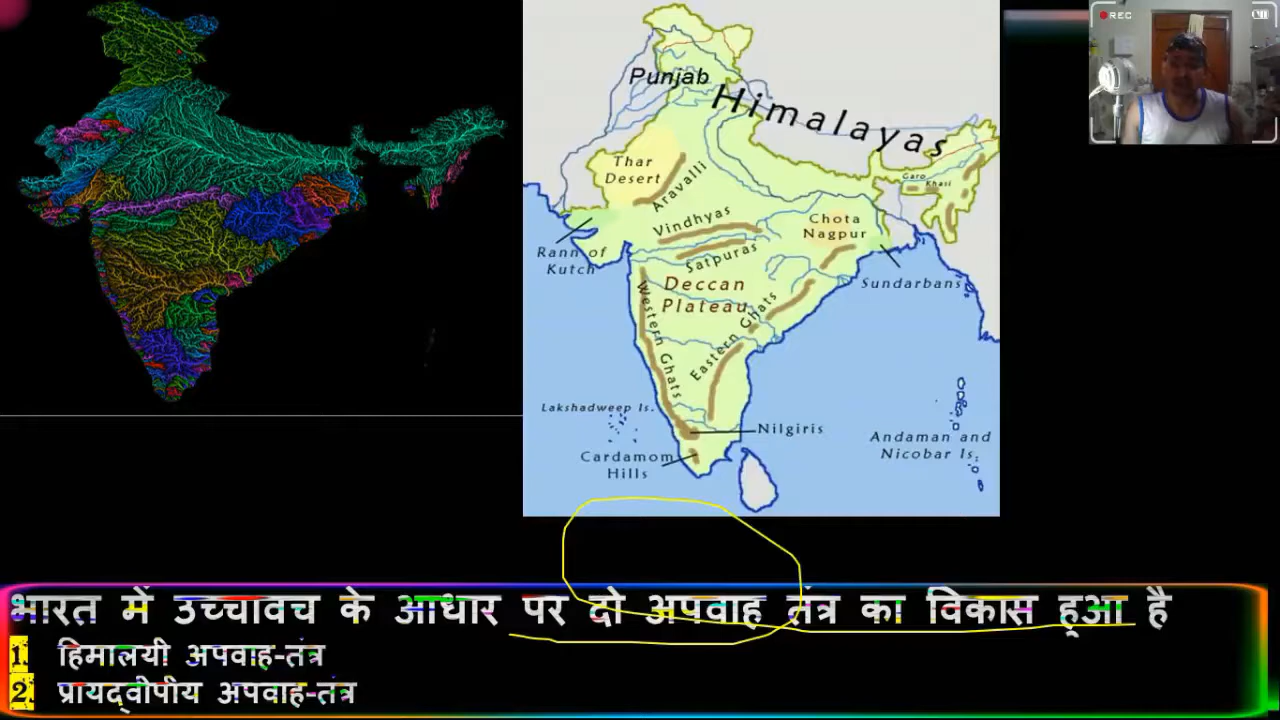 REC
Punjab
Himalayas
Thar
Desert
Aravalli
Garo
Khasi
Vindhyas
Chota
Nagpur
Rann of
Kutch
Satpuras
Sundarbans
Deccan
Plateau
Western Ghats
Eastern Ghats
Lakshadweep Is.
Nilgiris
Andaman and
Nicobar Is.
Cardamom
Hills
भारत में उच्चावच के आधार पर दो अपवाह तंत्र का विकास हुआ है
1. हिमालयी अपवाह-तंत्र
2. प्रायद्वीपीय अपवाह-तंत्र